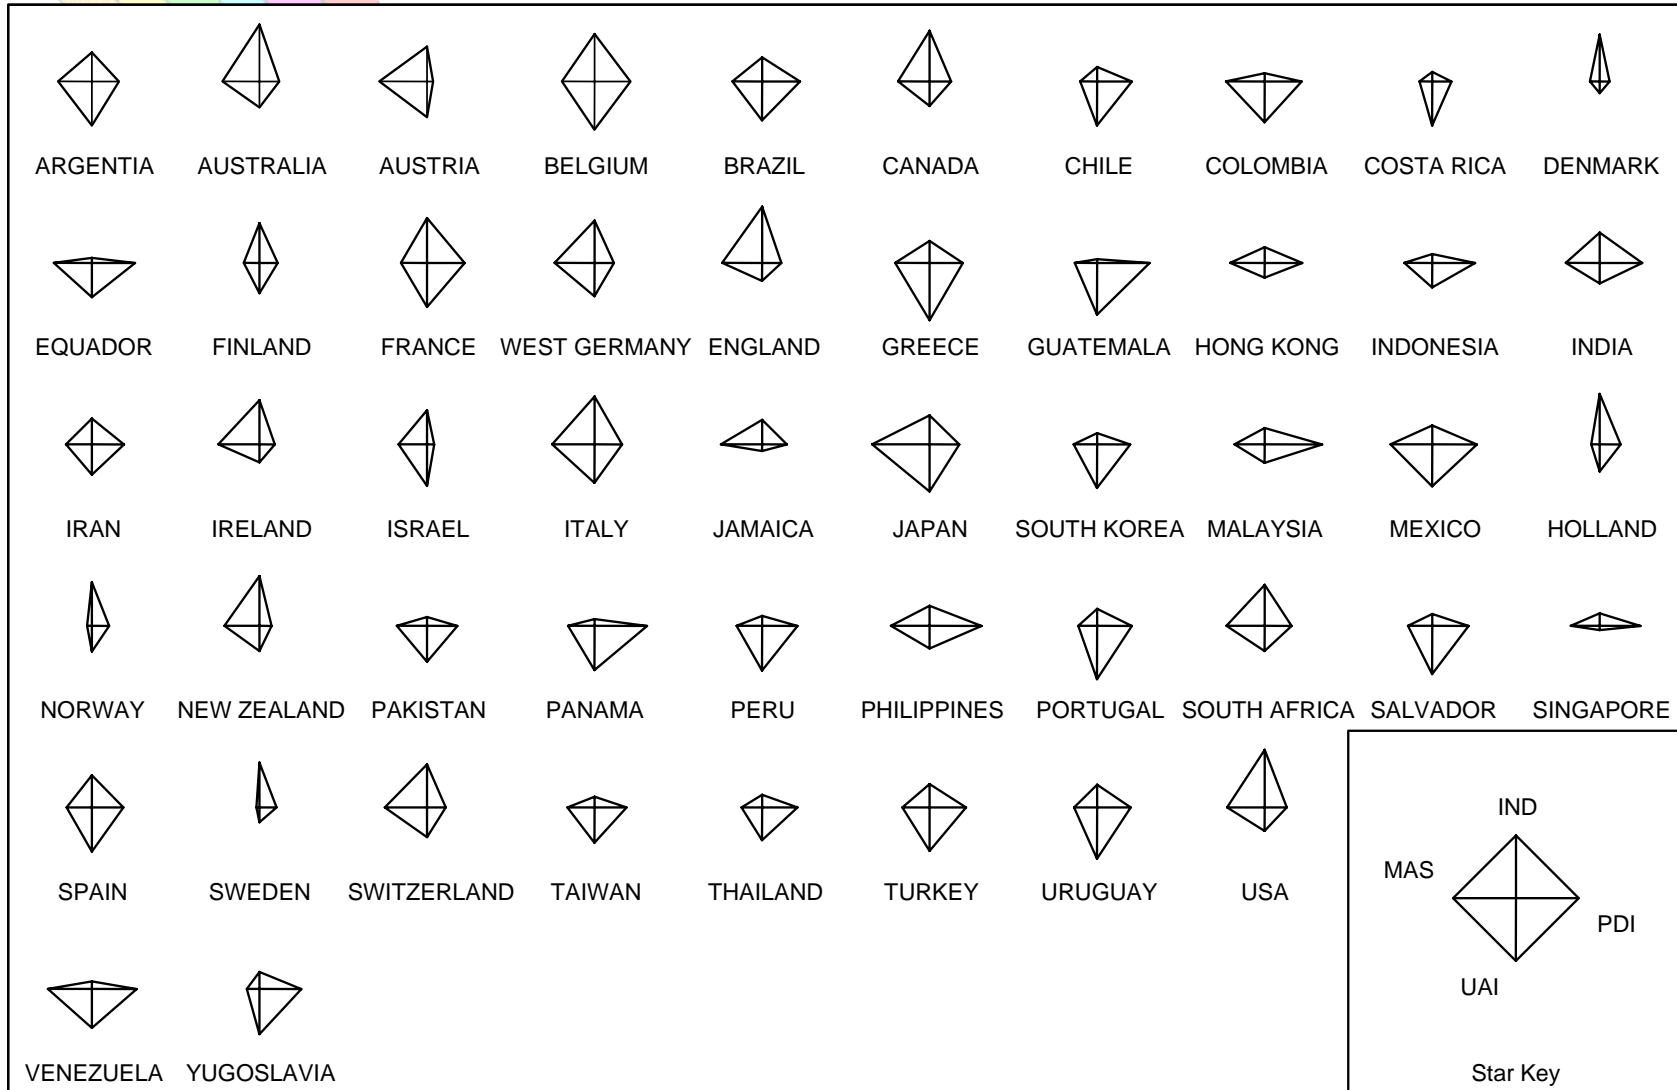 ARGENTIA AUSTRALIA AUSTRIA BELGIUM BRAZIL CANADA CHILE COLOMBIA COSTA RICA DENMARK
EQUADOR FINLAND FRANCE WEST GERMANY ENGLAND GREECE GUATEMALA HONG KONG INDONESIA INDIA
IRAN IRELAND ISRAEL ITALY JAMAICA JAPAN SOUTH KOREA MALAYSIA MEXICO HOLLAND
NORWAY NEW ZEALAND PAKISTAN PANAMA PERU PHILIPPINES PORTUGAL SOUTH AFRICA SALVADOR SINGAPORE
SPAIN SWEDEN SWITZERLAND TAIWAN THAILAND TURKEY URUGUAY USA
VENEZUELA YUGOSLAVIA
IND
MAS
PDI
UAI
Star Key